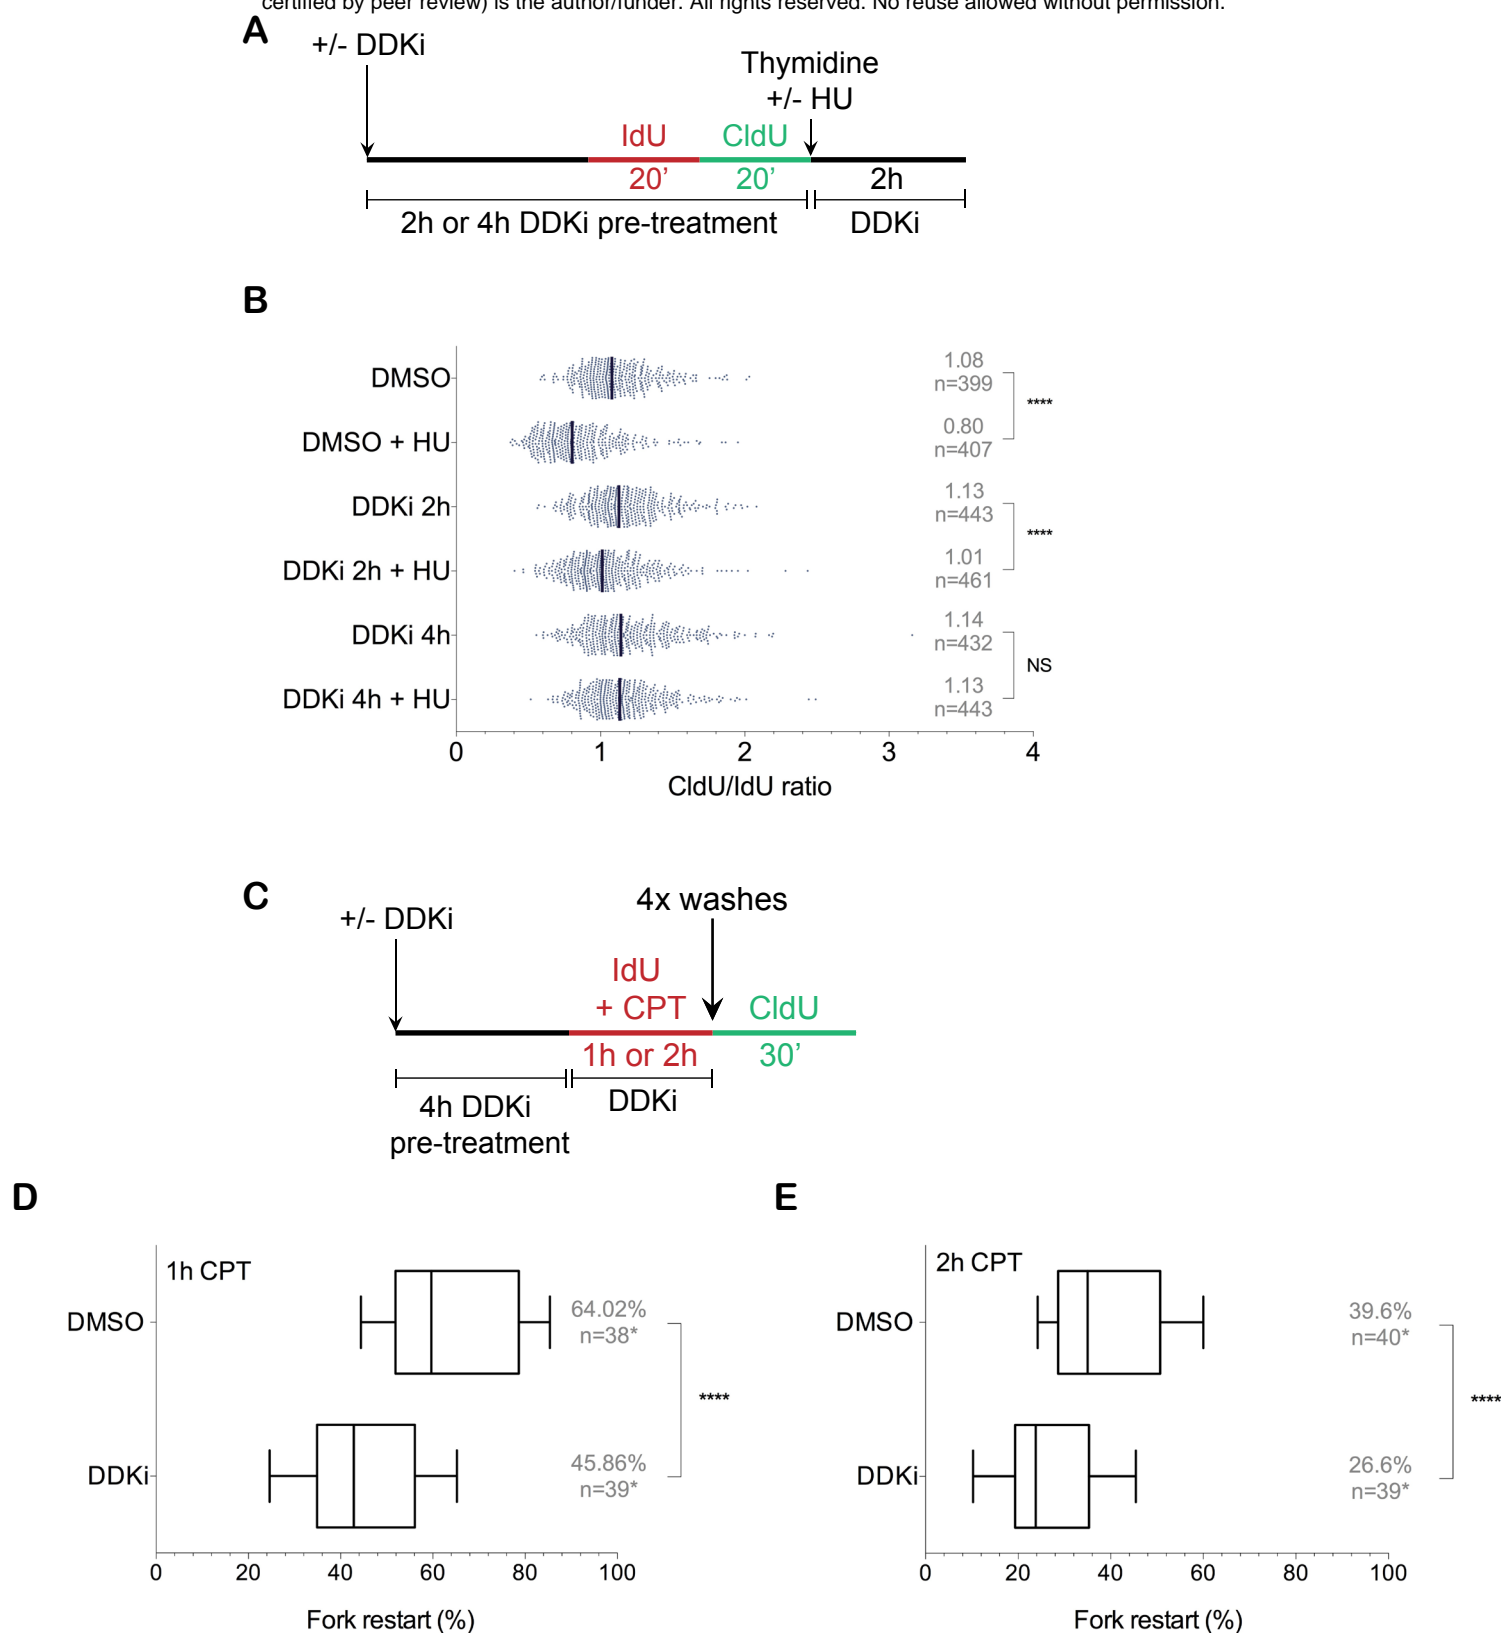 certified by peer review) is the author/funder. All rights reserved. No reuse allowed without permission.
A
+/- DDKi
Thymidine
+/- HU
IdU
CldU
20’
20’
2h
2h or 4h DDKi pre-treatment
DDKi
B
DMSO
1.08
n=399
****
DMSO + HU
0.80
n=407
DDKi 2h
1.13
n=443
****
DDKi 2h + HU
1.01
n=461
DDKi 4h
1.14
n=432
NS
DDKi 4h + HU
1.13
n=443
0 1 2 3 4
CldU/IdU ratio
C
+/- DDKi
4x washes
IdU
+ CPT
CldU
1h or 2h
30’
4h DDKi
pre-treatment
DDKi
D
1h CPT
DMSO
64.02%
n=38*
****
DDKi
45.86%
n=39*
0 20 40 60 80 100
Fork restart (%)
E
2h CPT
DMSO
39.6%
n=40*
****
DDKi
26.6%
n=39*
0 20 40 60 80 100
Fork restart (%)